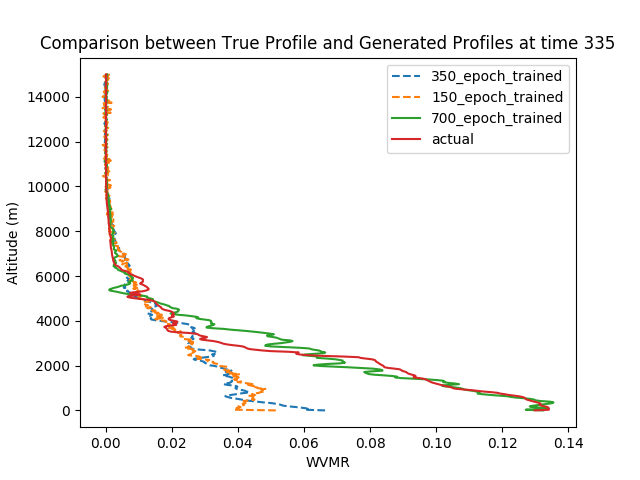 Comparison between True Profile and Generated Profiles at time 335
350_epoch_trained
150_epoch_trained
700_epoch_trained
actual
14000
12000
10000
8000
6000
4000
2000
0
Altitude (m)
0.00 0.02 0.04 0.06 0.08 0.10 0.12 0.14
WVMR